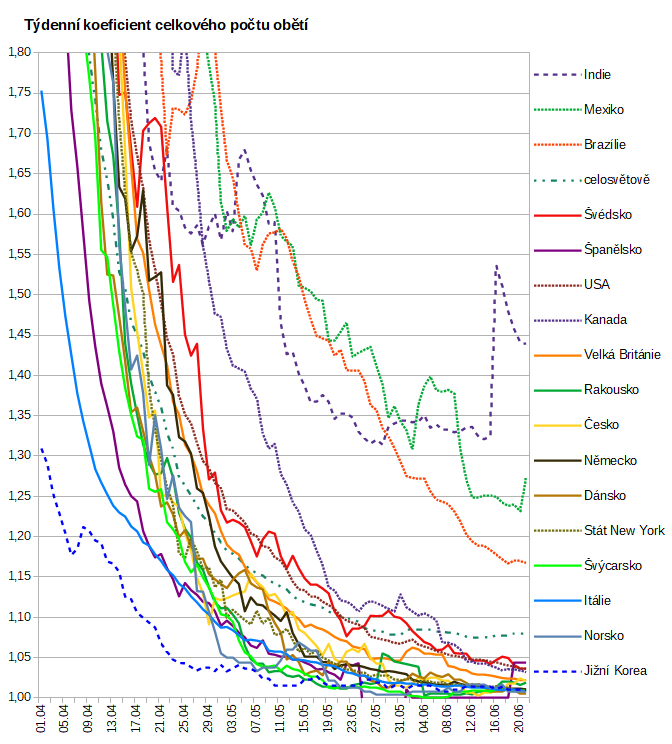 Týdenní koeficient celkového počtu obětí
1,80
1,75
1,70
1,65
1,60
1,55
1,50
1,45
1,40
1,35
1,30
1,25
1,20
1,15
1,10
1,05
1,00
01.04
05.04
09.04
13.04
17.04
21.04
25.04
29.04
03.05
07.05
11.05
15.05
19.05
23.05
27.05
31.05
04.06
08.06
12.06
16.06
20.06
Indie
Mexiko
Brazílie
celosvětově
Švédsko
Španělsko
USA
Kanada
Velká Británie
Rakousko
Česko
Německo
Dánsko
Stát New York
Švýcarsko
Itálie
Norsko
Jižní Korea